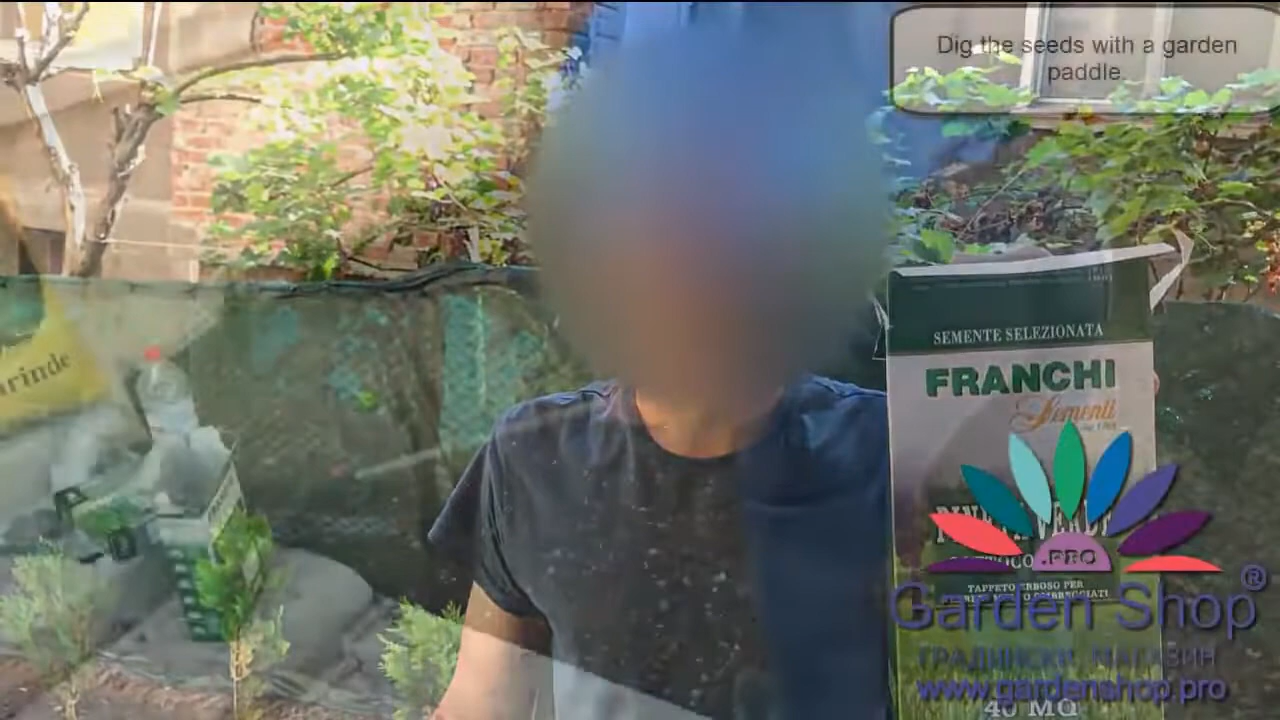 Dig the seeds with a garden
paddle.
arinde
SEMENTE SELEZIONATA
FRANCHI
Sementi
.PRO
TAPPETO ERBOSO PER
Garden Shop®
ГРАДИНСКИ МАГАЗИН
www.gardenshop.pro
40 MQ